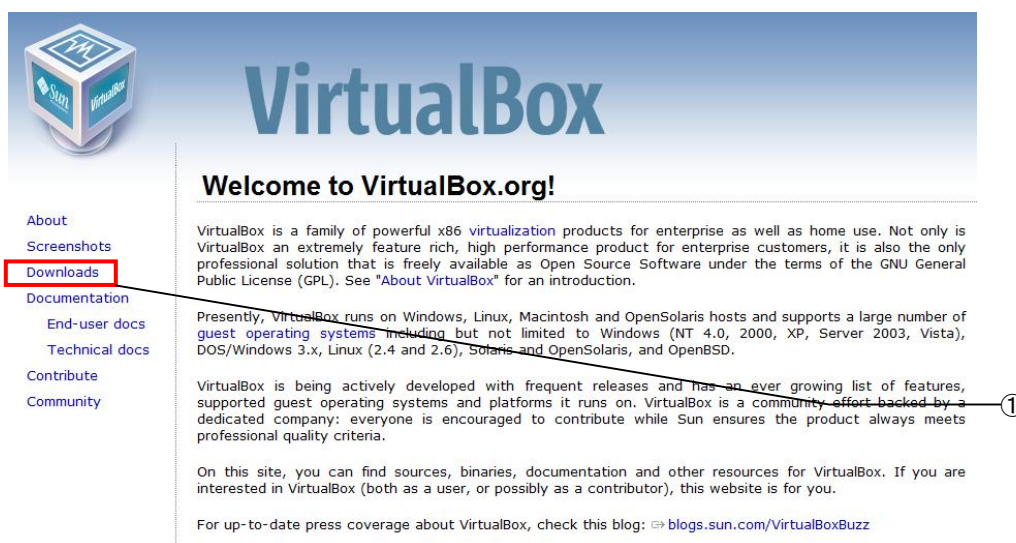 Sun
VirtualBox
VirtualBox
Welcome to VirtualBox.org!
About
Screenshots
Downloads
Documentation
End-user docs
Technical docs
Contribute
Community
VirtualBox is a family of powerful x86 virtualization products for enterprise as well as home use. Not only is
VirtualBox an extremely feature rich, high performance product for enterprise customers, it is also the only
professional solution that is freely available as Open Source Software under the terms of the GNU General
Public License (GPL). See "About VirtualBox" for an introduction.
Presently, VirtualBox runs on Windows, Linux, Macintosh and OpenSolaris hosts and supports a large number of
guest operating systems including but not limited to Windows (NT 4.0, 2000, XP, Server 2003, Vista),
DOS/Windows 3.x, Linux (2.4 and 2.6), Solaris and OpenSolaris, and OpenBSD.
VirtualBox is being actively developed with frequent releases and has an ever growing list of features,
supported guest operating systems and platforms it runs on. VirtualBox is a community effort backed by a
dedicated company: everyone is encouraged to contribute while Sun ensures the product always meets
professional quality criteria.
On this site, you can find sources, binaries, documentation and other resources for VirtualBox. If you are
interested in VirtualBox (both as a user, or possibly as a contributor), this website is for you.
For up-to-date press coverage about VirtualBox, check this blog: blogs.sun.com/VirtualBoxBuzz
①